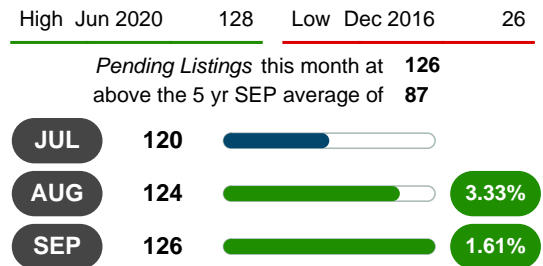 High Jun 2020 128 Low Dec 2016 26
Pending Listings this month at 126
above the 5 yr SEP average of 87
JUL 120
AUG 124 3.33%
SEP 126 1.61%